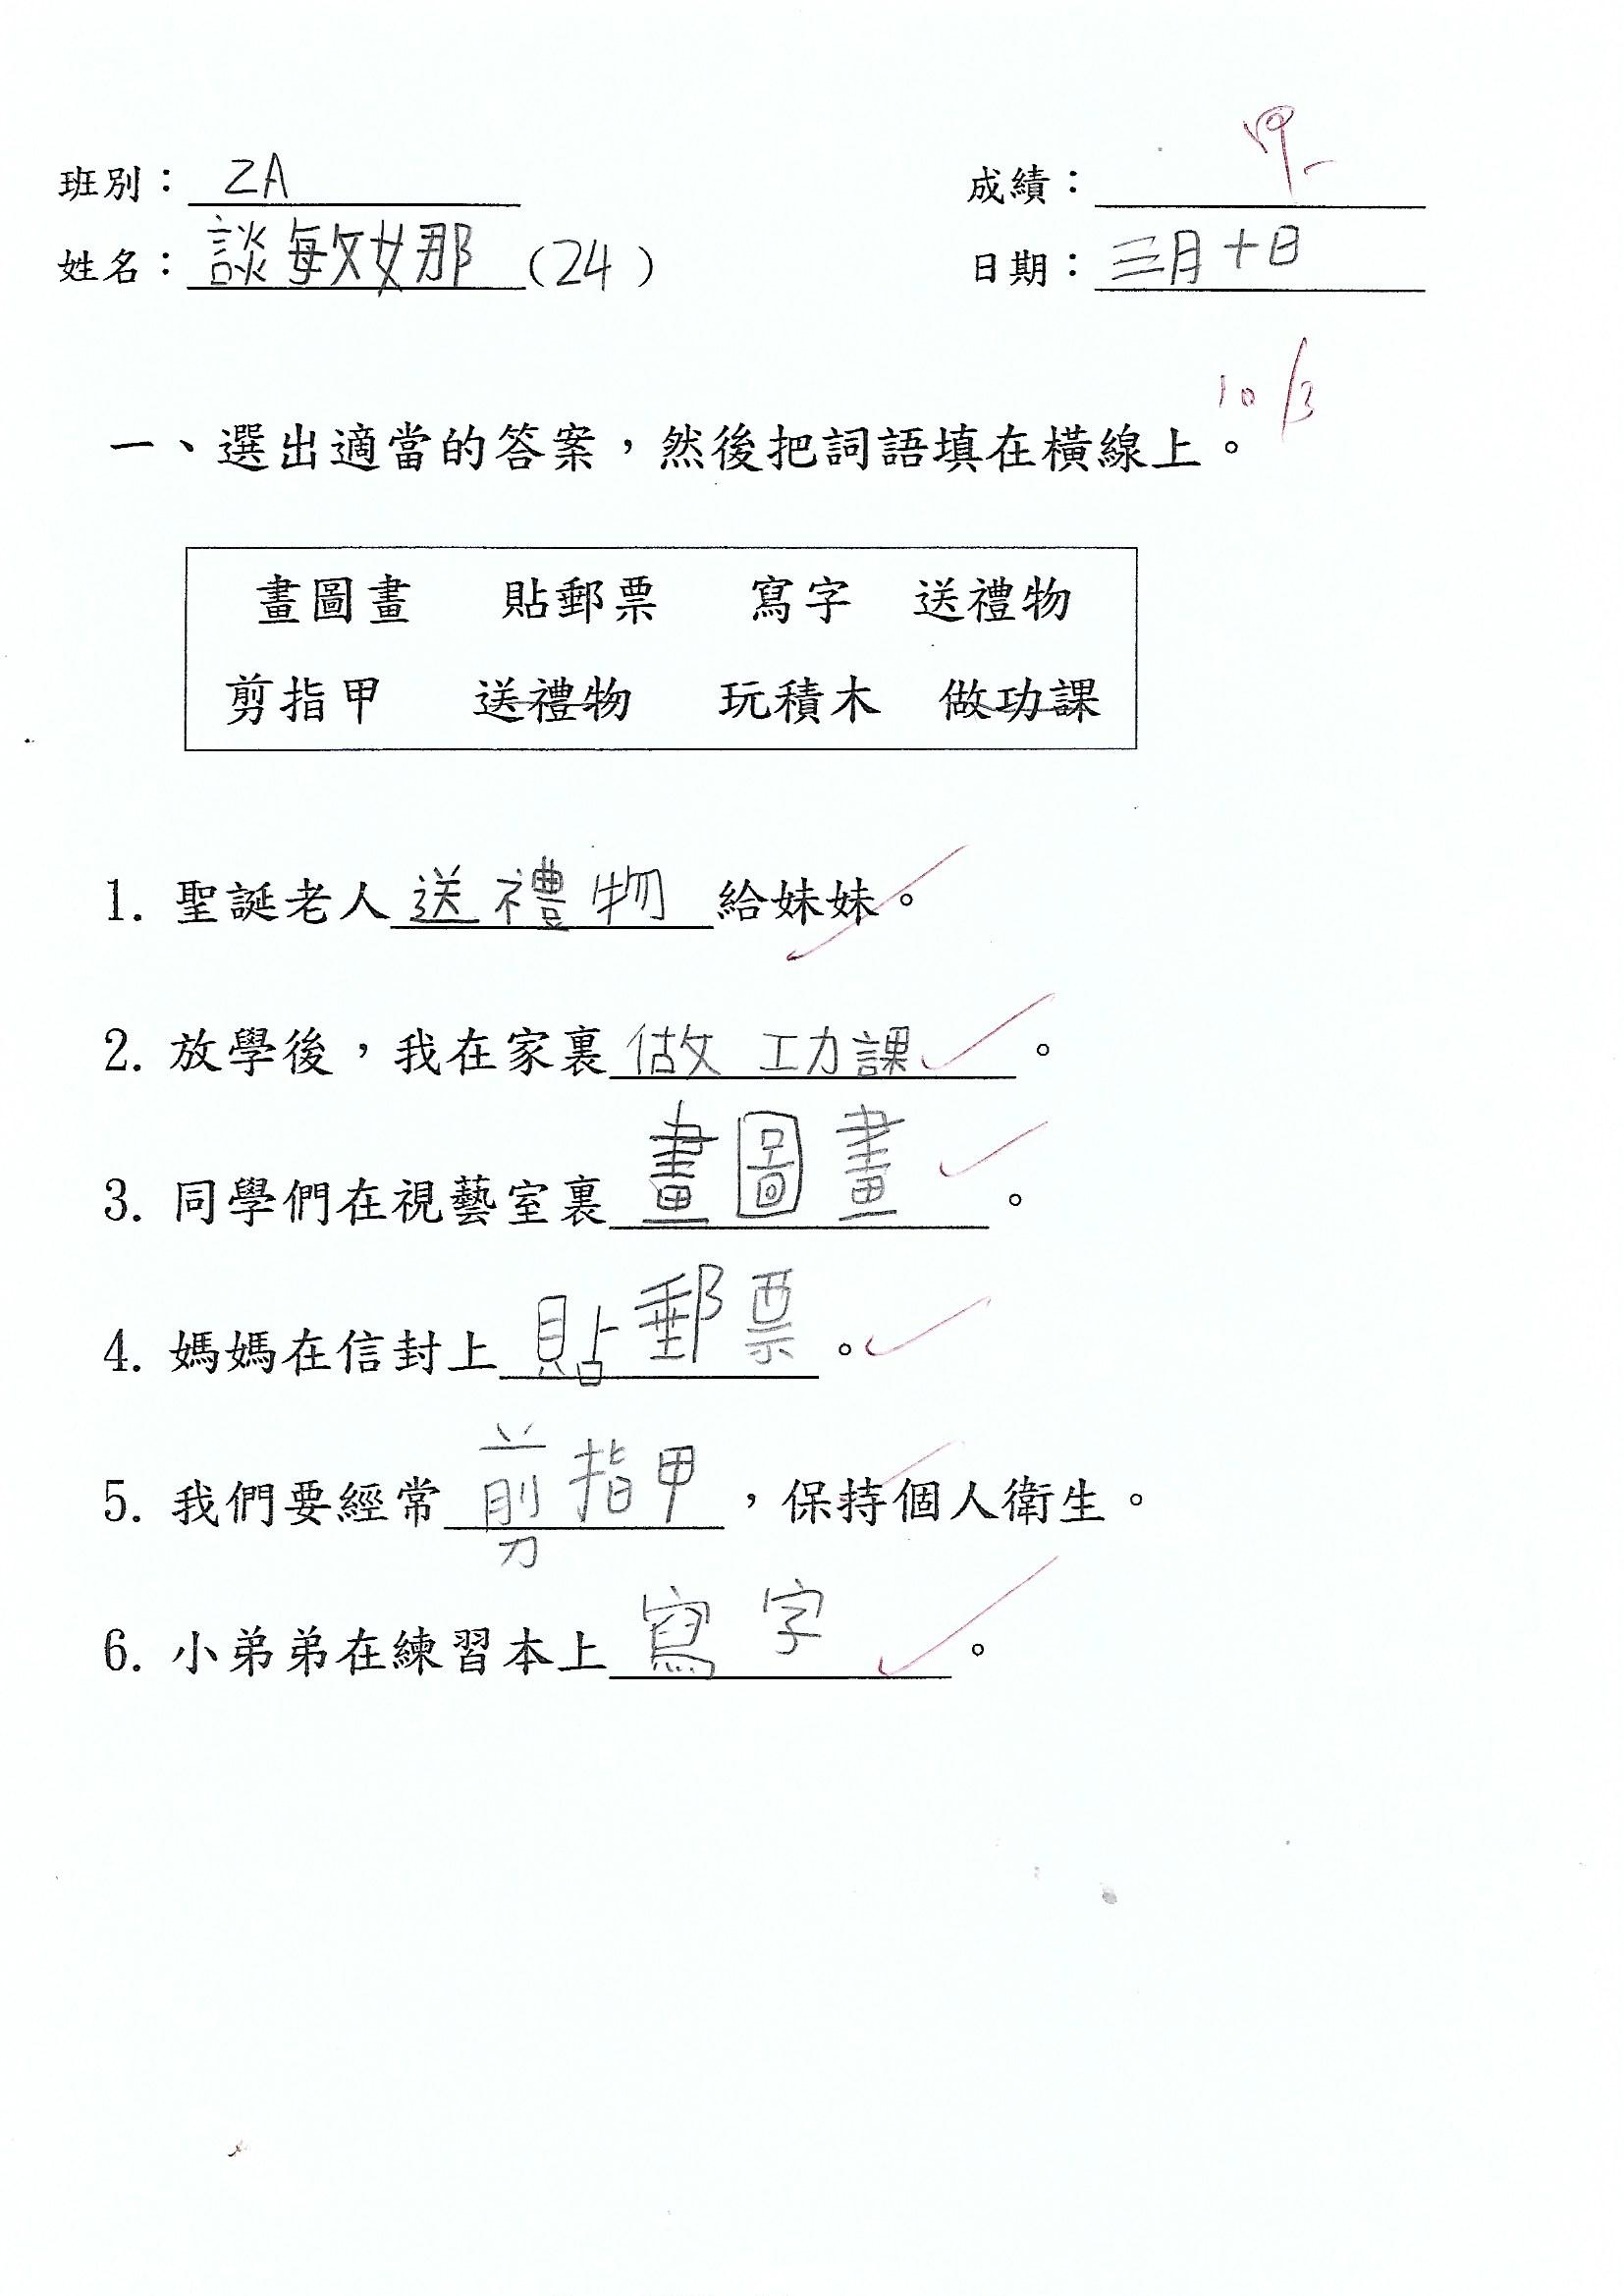 班別：2A
成績：甲-
姓名：談敏娜(24)
日期：三月十日
10/3
一、選出適當的答案，然後把詞語填在橫線上。
畫圖畫 貼郵票 寫字 送禮物
剪指甲 送禮物 玩積木 做功課
1. 聖誕老人送禮物給妹妹。
2. 放學後，我在家裏做功課。
3. 同學們在視藝室裏畫圖畫。
4. 媽媽在信封上貼郵票。
5. 我們要經常剪指甲，保持個人衛生。
6. 小弟弟在練習本上寫字。